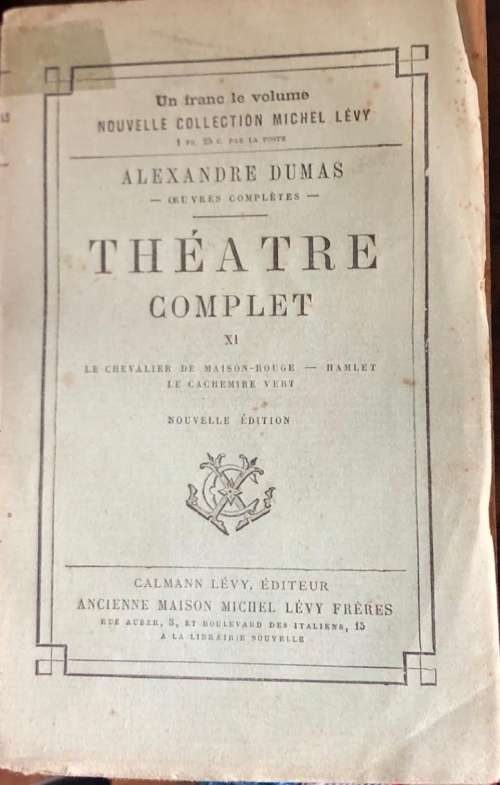 Un franc le volume
NOUVELLE COLLECTION MICHEL LÉVY
1 FR. 25 C. PAR LA POSTE
ALEXANDRE DUMAS
— ŒUVRES COMPLÈTES —
THÉATRE
COMPLET
XI
LE CHEVALIER DE MAISON-ROUGE — HAMLET
LE CACHEMIRE VERT
NOUVELLE ÉDITION
CALMANN LÉVY, ÉDITEUR
ANCIENNE MAISON MICHEL LÉVY FRÈRES
RUE AUBER, 3, ET BOULEVARD DES ITALIENS, 15
A LA LIBRAIRIE NOUVELLE